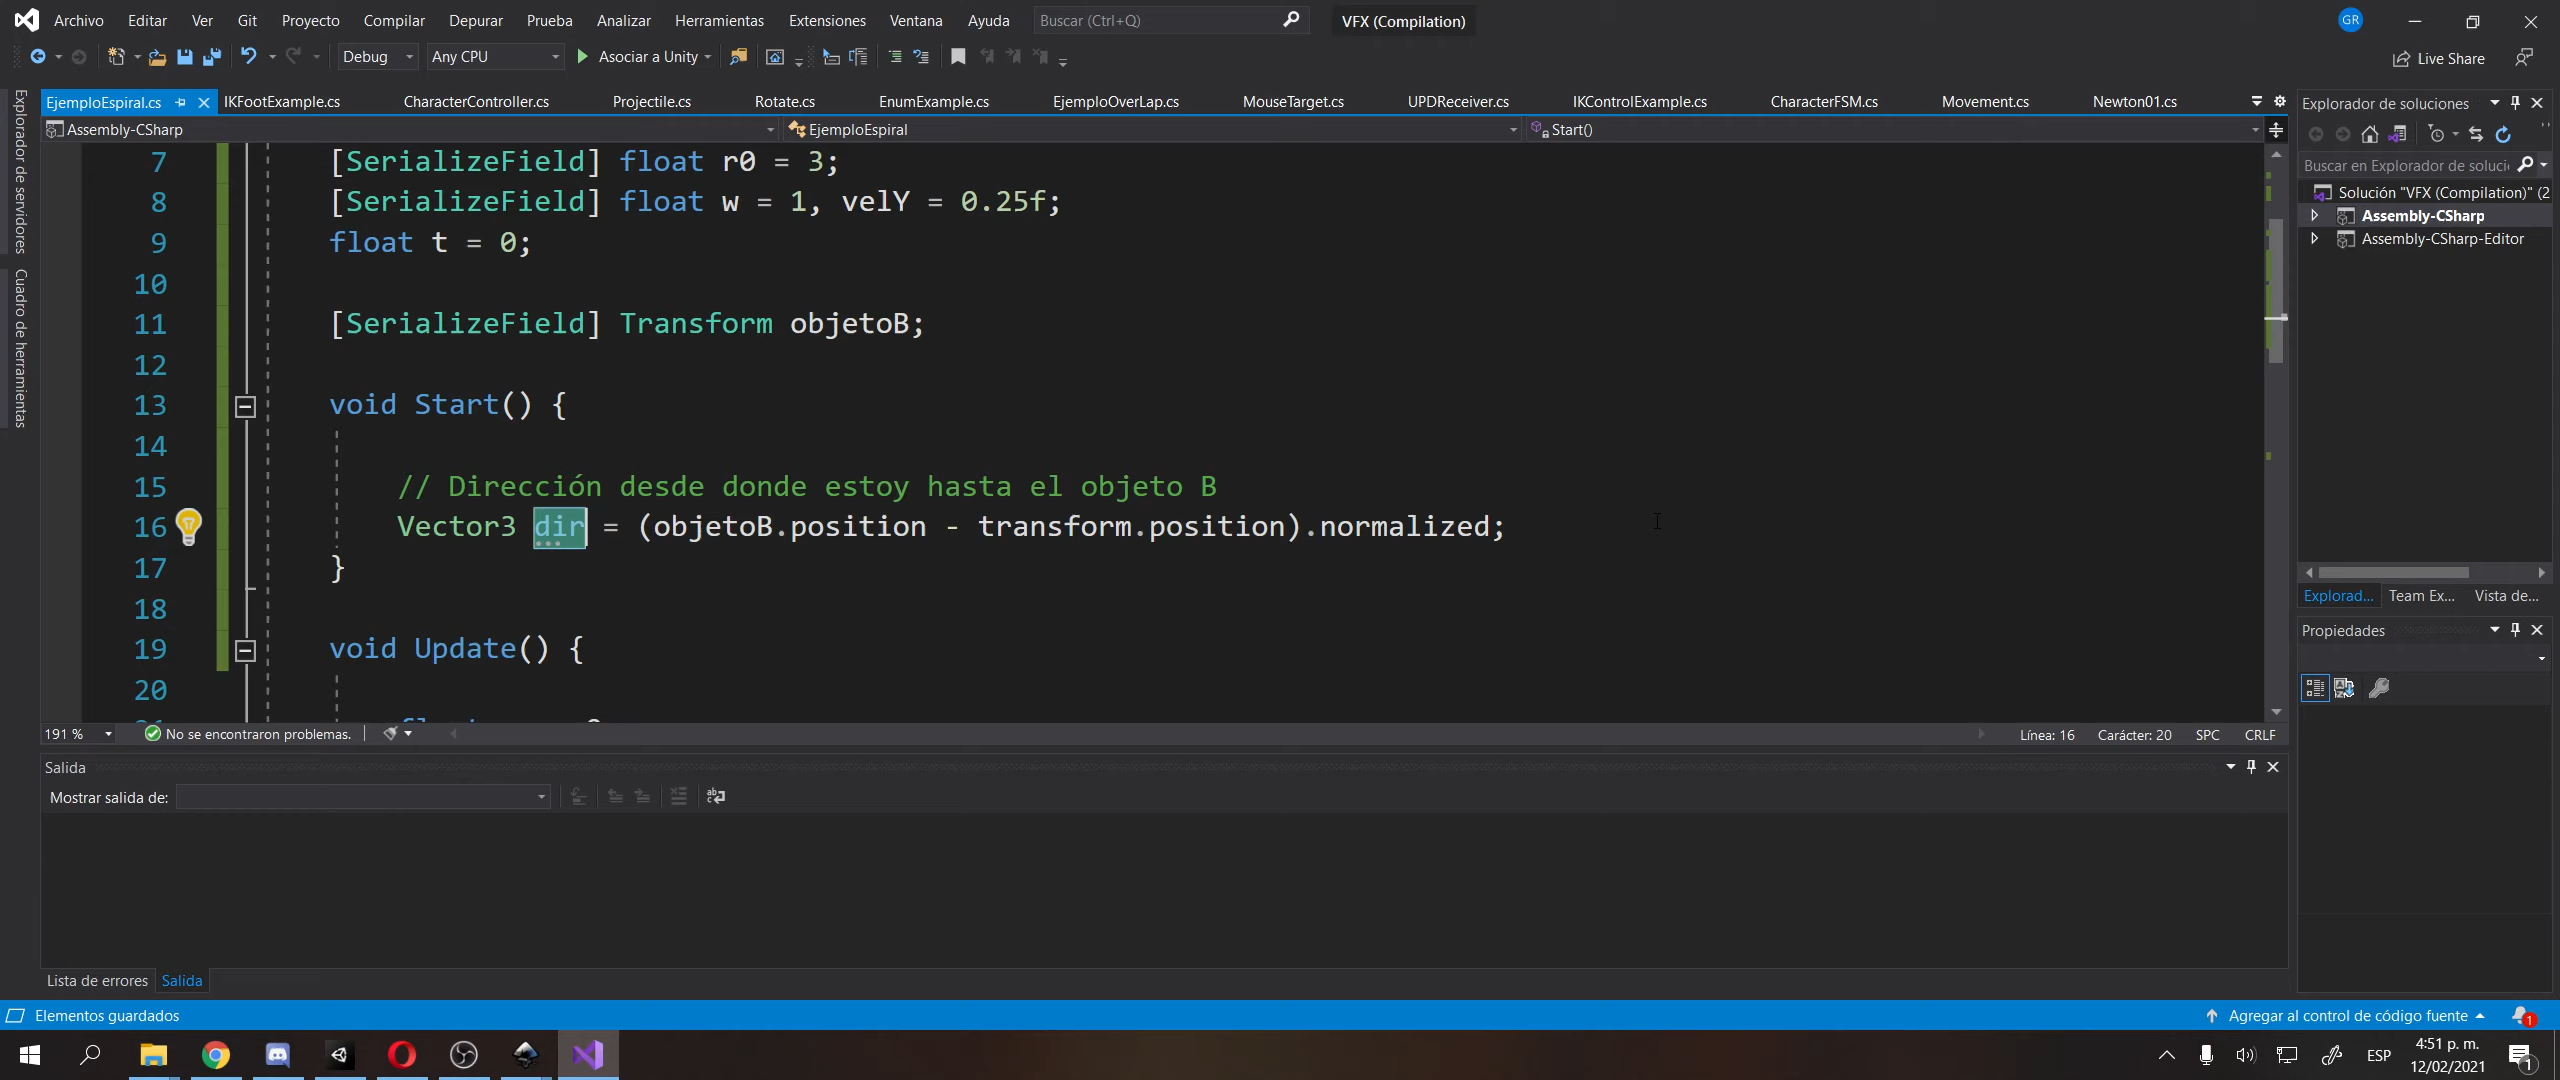 Archivo Editar Ver Git Proyecto Compilar Depurar Prueba Analizar Herramientas Extensiones Ventana Ayuda Buscar (Ctrl+Q) VFX (Compilation) GR
Debug Any CPU Asociar a Unity Live Share
EjemploEspiral.cs IKFootExample.cs CharacterController.cs Projectile.cs Rotate.cs EnumExample.cs EjemploOverLap.cs MouseTarget.cs UPDReceiver.cs IKControlExample.cs CharacterFSM.cs Movement.cs Newton01.cs
Assembly-CSharp EjemploEspiral Start()
Explorador de servidores
Cuadro de herramientas
7 [SerializeField] float r0 = 3;
8 [SerializeField] float w = 1, velY = 0.25f;
9 float t = 0;
10
11 [SerializeField] Transform objetoB;
12
13 void Start() {
14
15 // Dirección desde donde estoy hasta el objeto B
16 Vector3 dir = (objetoB.position - transform.position).normalized;
17 }
18
19 void Update() {
20
191 % No se encontraron problemas. Línea: 16 Carácter: 20 SPC CRLF
Salida
Mostrar salida de:
Lista de errores Salida
Explorador de soluciones
Buscar en Explorador de soluci
Solución "VFX (Compilation)" (2
Assembly-CSharp
Assembly-CSharp-Editor
Explorad... Team Ex... Vista de...
Propiedades
Elementos guardados Agregar al control de código fuente 1
ESP 4:51 p. m.
12/02/2021 1